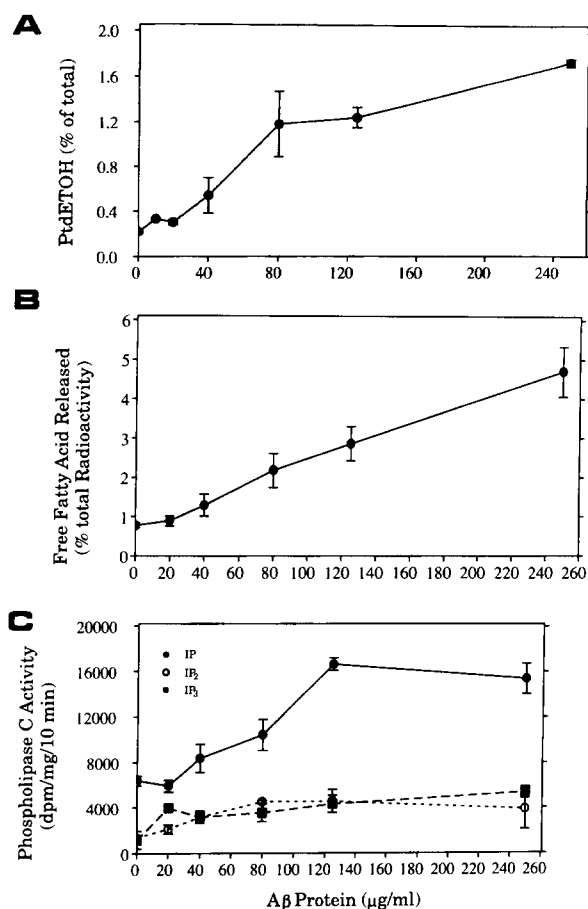 A
PtdETOH (% of total)
2.0
1.6
1.2
0.8
0.4
0.0
0 40 80 120 160 200 240
B
Free Fatty Acid Released
(% total Radioactivity)
6
5
4
3
2
1
0
0 20 40 60 80 100 120 140 160 180 200 220 240 260
C
Phospholipase C Activity
(dpm/mg/10 min)
20000
16000
12000
8000
4000
0
IP
IP2
IP3
0 20 40 60 80 100 120 140 160 180 200 220 240 260
Aβ Protein (μg/ml)